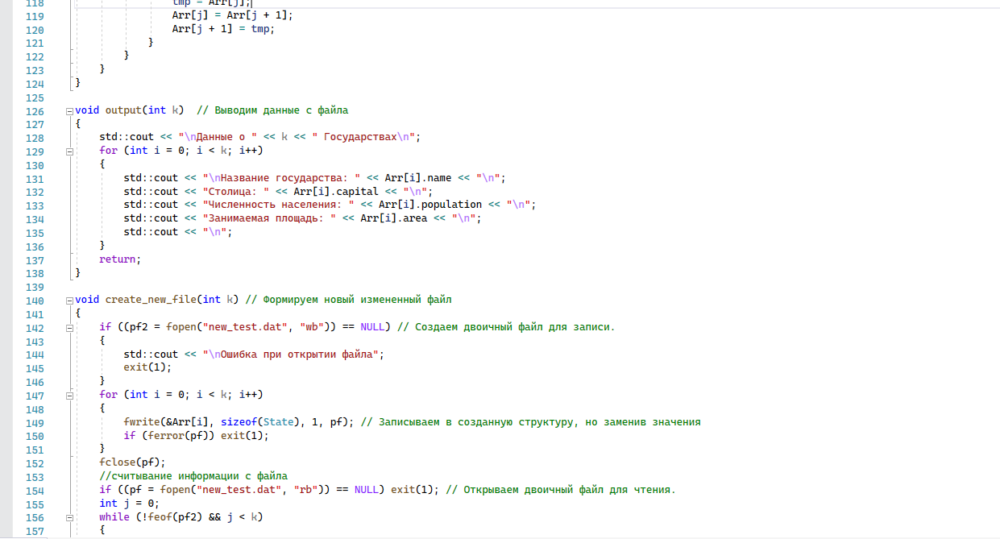 118 tmp = Arr[j];
119 Arr[j] = Arr[j + 1];
120 Arr[j + 1] = tmp;
121 }
122 }
123 }
124 }
125
126 void output(int k)  // Выводим данные с файла
127 {
128 std::cout << "\nДанные о " << k << " Государствах\n";
129 for (int i = 0; i < k; i++)
130 {
131 std::cout << "\nНазвание государства: " << Arr[i].name << "\n";
132 std::cout << "Столица: " << Arr[i].capital << "\n";
133 std::cout << "Численность населения: " << Arr[i].population << "\n";
134 std::cout << "Занимаемая площадь: " << Arr[i].area << "\n";
135 std::cout << "\n";
136 }
137 return;
138 }
139
140 void create_new_file(int k) // Формируем новый измененный файл
141 {
142 if ((pf2 = fopen("new_test.dat", "wb")) == NULL) // Создаем двоичный файл для записи.
143 {
144 std::cout << "\nОшибка при открытии файла";
145 exit(1);
146 }
147 for (int i = 0; i < k; i++)
148 {
149 fwrite(&Arr[i], sizeof(State), 1, pf); // Записываем в созданную структуру, но заменив значения
150 if (ferror(pf)) exit(1);
151 }
152 fclose(pf);
153 //считывание информации с файла
154 if ((pf = fopen("new_test.dat", "rb")) == NULL) exit(1); // Открываем двоичный файл для чтения.
155 int j = 0;
156 while (!feof(pf2) && j < k)
157 {